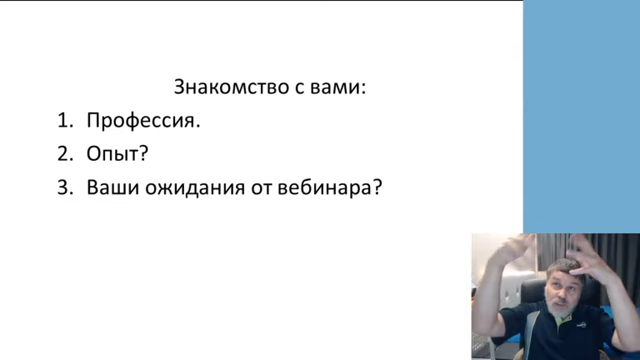 Знакомство с вами:
1. Профессия.
2. Опыт?
3. Ваши ожидания от вебинара?